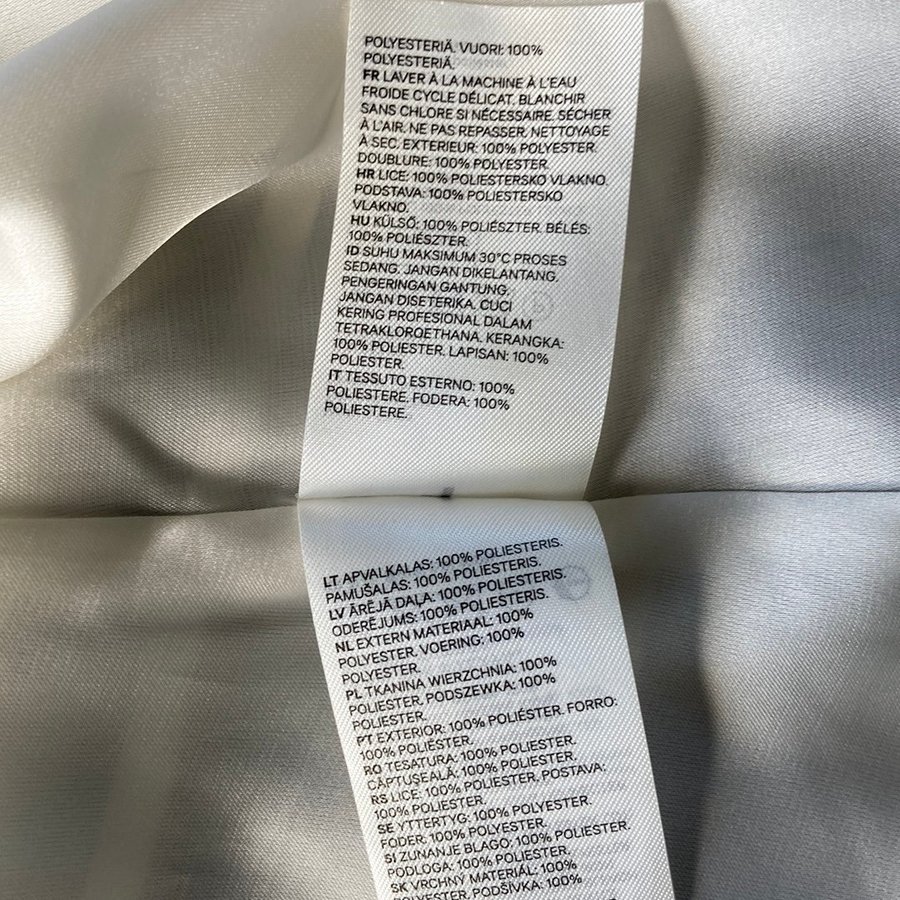 POLYESTERIÄ. VUORI: 100%
POLYESTERIÄ.
FR LAVER À LA MACHINE À L'EAU
FROIDE CYCLE DÉLICAT. BLANCHIR
SANS CHLORE SI NÉCESSAIRE. SÉCHER
À L'AIR. NE PAS REPASSER. NETTOYAGE
À SEC. EXTERIEUR: 100% POLYESTER.
DOUBLURE: 100% POLYESTER.
HR LICE: 100% POLIESTERSKO VLAKNO.
PODSTAVA: 100% POLIESTERSKO
VLAKNO.
HU KÜLSŐ: 100% POLIÉSZTER. BÉLÉS:
100% POLIÉSZTER.
ID SUHU MAKSIMUM 30°C PROSES
SEDANG. JANGAN DIKELANTANG.
PENGERINGAN GANTUNG.
JANGAN DISETERIKA. CUCI
KERING PROFESIONAL DALAM
TETRAKLOROETHANA. KERANGKA:
100% POLIESTER. LAPISAN: 100%
POLIESTER.
IT TESSUTO ESTERNO: 100%
POLIESTERE. FODERA: 100%
POLIESTERE.
LT APVALKALAS: 100% POLIESTERIS.
PAMUŠALAS: 100% POLIESTERIS.
LV ĀRĒJĀ DAĻA: 100% POLIESTERIS.
ODERĒJUMS: 100% POLIESTERIS.
NL EXTERN MATERIAAL: 100%
POLYESTER. VOERING: 100%
POLYESTER.
PL TKANINA WIERZCHNIA: 100%
POLIESTER. PODSZEWKA: 100%
POLIESTER.
PT EXTERIOR: 100% POLIÉSTER. FORRO:
100% POLIÉSTER.
RO TESATURA: 100% POLIESTER.
CĂPTUȘEALĂ: 100% POLIESTER.
RS LICE: 100% POLIESTER. POSTAVA:
100% POLIESTER.
SE YTTERTYG: 100% POLYESTER.
FODER: 100% POLYESTER.
SI ZUNANJE BLAGO: 100% POLIESTER.
PODLOGA: 100% POLIESTER.
SK VRCHNÝ MATERIÁL: 100%
POLYESTER. PODŠÍVKA: 100%